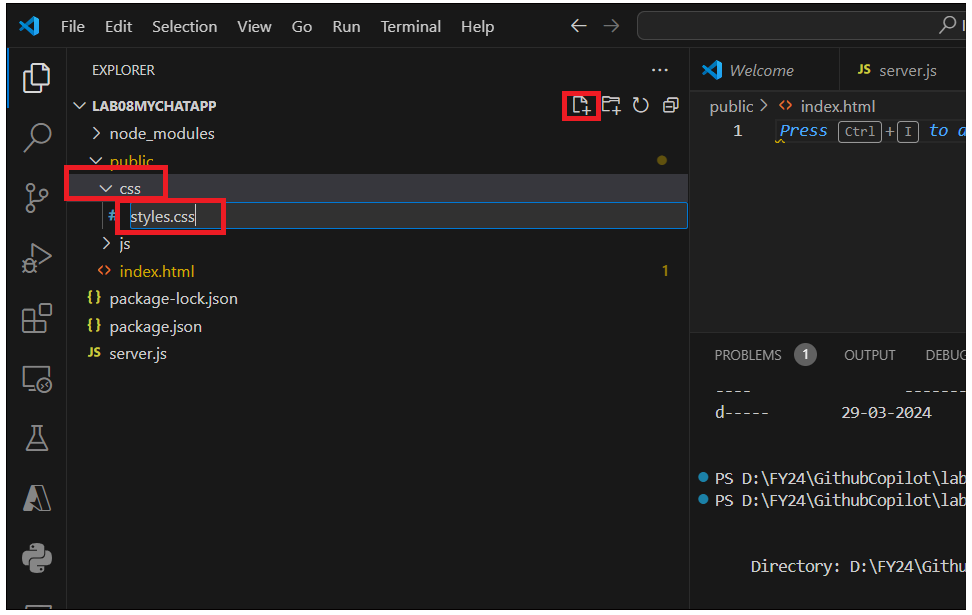 File Edit Selection View Go Run Terminal Help
EXPLORER
Welcome
JS server.js
LAB08MYCHATAPP
public > <> index.html
node_modules
1 Press Ctrl+I to a
public
css
# styles.css
js
<> index.html 1
{} package-lock.json
{} package.json
JS server.js
PROBLEMS 1 OUTPUT DEBUG
---- -------
d----- 29-03-2024
PS D:\FY24\GithubCopilot\lab
PS D:\FY24\GithubCopilot\lab
Directory: D:\FY24\Githu